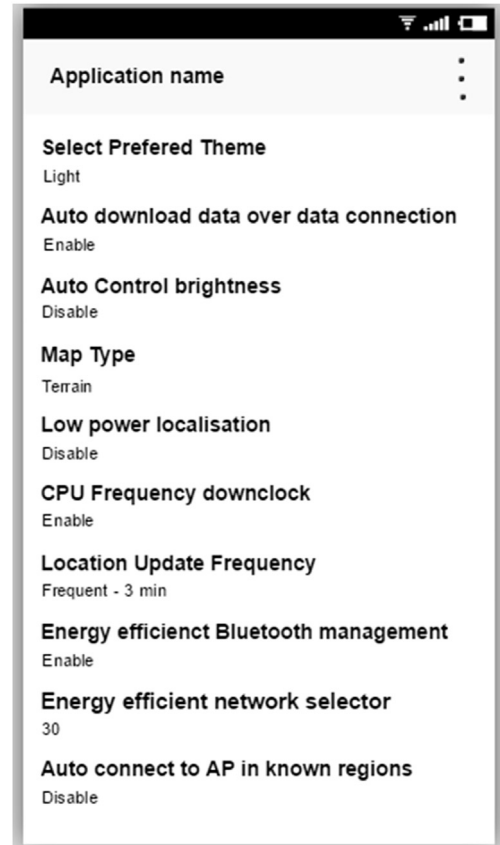 Application name
Select Prefered Theme
Light
Auto download data over data connection
Enable
Auto Control brightness
Disable
Map Type
Terrain
Low power localisation
Disable
CPU Frequency downclock
Enable
Location Update Frequency
Frequent - 3 min
Energy efficienct Bluetooth management
Enable
Energy efficient network selector
30
Auto connect to AP in known regions
Disable